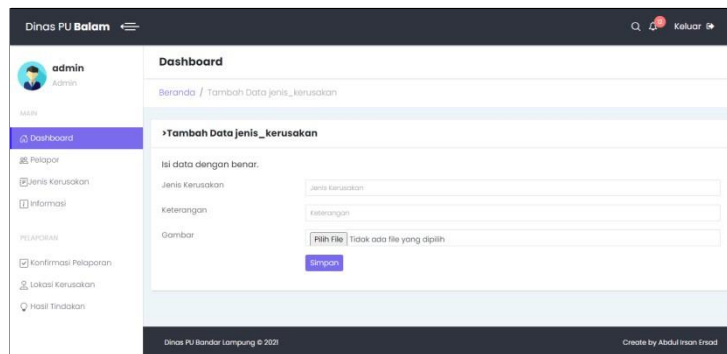 Dinas PU Balam
Keluar
admin
Admin
MAIN
Dashboard
Pelapor
Jenis Kerusakan
Informasi
PELAPORAN
Konfirmasi Pelaporan
Lokasi Kerusakan
Hasil Tindakan
Dashboard
Beranda / Tambah Data jenis_kerusakan
>Tambah Data jenis_kerusakan
Isi data dengan benar.
Jenis Kerusakan
Jenis Kerusakan
Keterangan
Keterangan
Gambar
Pilih File Tidak ada file yang dipilih
Simpan
Dinas PU Bandar Lampung © 2021
Create by Abdul Irsan Ersad